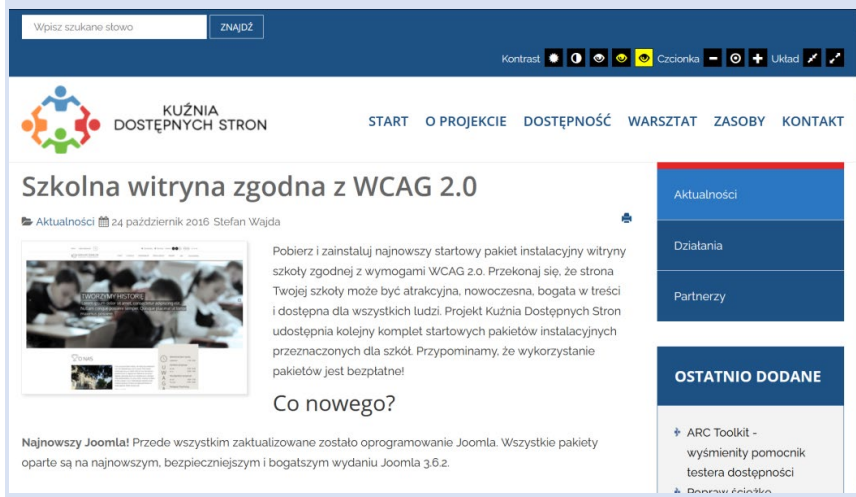 Wpisz szukane słowo
ZNAJDŹ
Kontrast
Czcionka
Układ
KUŹNIA
DOSTĘPNYCH STRON
START O PROJEKCIE DOSTĘPNOŚĆ WARSZTAT ZASOBY KONTAKT
Szkolna witryna zgodna z WCAG 2.0
Aktualności 24 październik 2016 Stefan Wajda
TWORZYMY HISTORIĘ
O NAS
Pobierz i zainstaluj najnowszy startowy pakiet instalacyjny witryny
szkoły zgodnej z wymogami WCAG 2.0. Przekonaj się, że strona
Twojej szkoły może być atrakcyjna, nowoczesna, bogata w treści
i dostępna dla wszystkich ludzi. Projekt Kuźnia Dostępnych Stron
udostępnia kolejny komplet startowych pakietów instalacyjnych
przeznaczonych dla szkół. Przypominamy, że wykorzystanie
pakietów jest bezpłatne!
Co nowego?
Najnowszy Joomla! Przede wszystkim zaktualizowane zostało oprogramowanie Joomla. Wszystkie pakiety
oparte są na najnowszym, bezpieczniejszym i bogatszym wydaniu Joomla 3.6.2.
Aktualności
Działania
Partnerzy
OSTATNIO DODANE
ARC Toolkit -
wyśmienity pomocnik
testera dostępności
Popraw ścieżkę